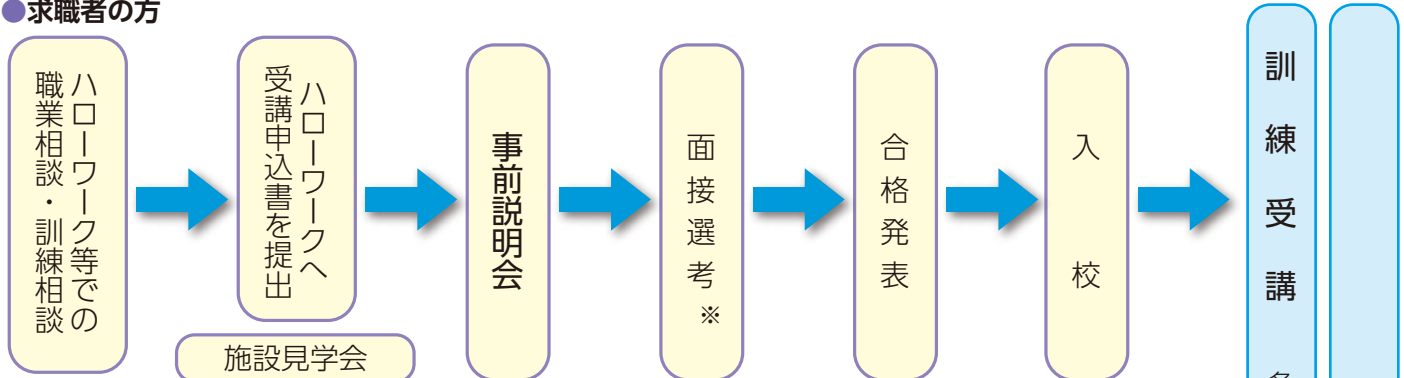 ●求職者の方
ハローワーク等での
職業相談・訓練相談
ハローワークへ
受講申込書を提出
施設見学会
事前説明会
面接選考※
合格発表
入校
訓練受講